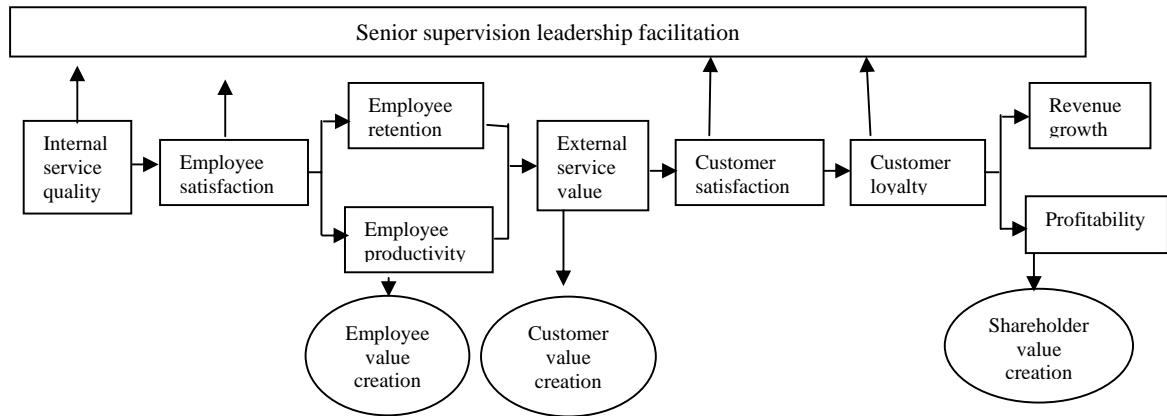 Senior supervision leadership facilitation
Internal
service
quality
Employee
satisfaction
Employee
retention
Employee
productivity
External
service
value
Customer
satisfaction
Customer
loyalty
Revenue
growth
Profitability
Employee
value
creation
Customer
value
creation
Shareholder
value
creation